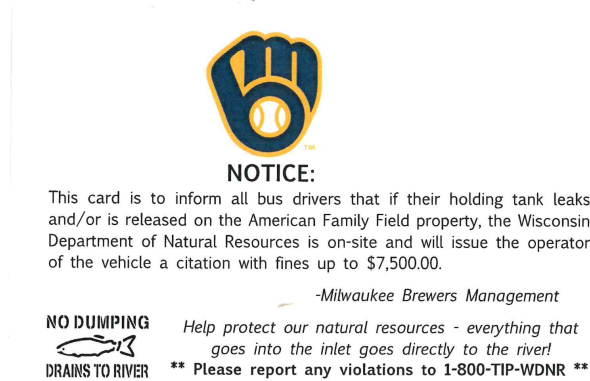 TM
NOTICE:
This card is to inform all bus drivers that if their holding tank leaks
and/or is released on the American Family Field property, the Wisconsin
Department of Natural Resources is on-site and will issue the operator
of the vehicle a citation with fines up to $7,500.00.
-Milwaukee Brewers Management
NO DUMPING
DRAINS TO RIVER
Help protect our natural resources - everything that
goes into the inlet goes directly to the river!
** Please report any violations to 1-800-TIP-WDNR **